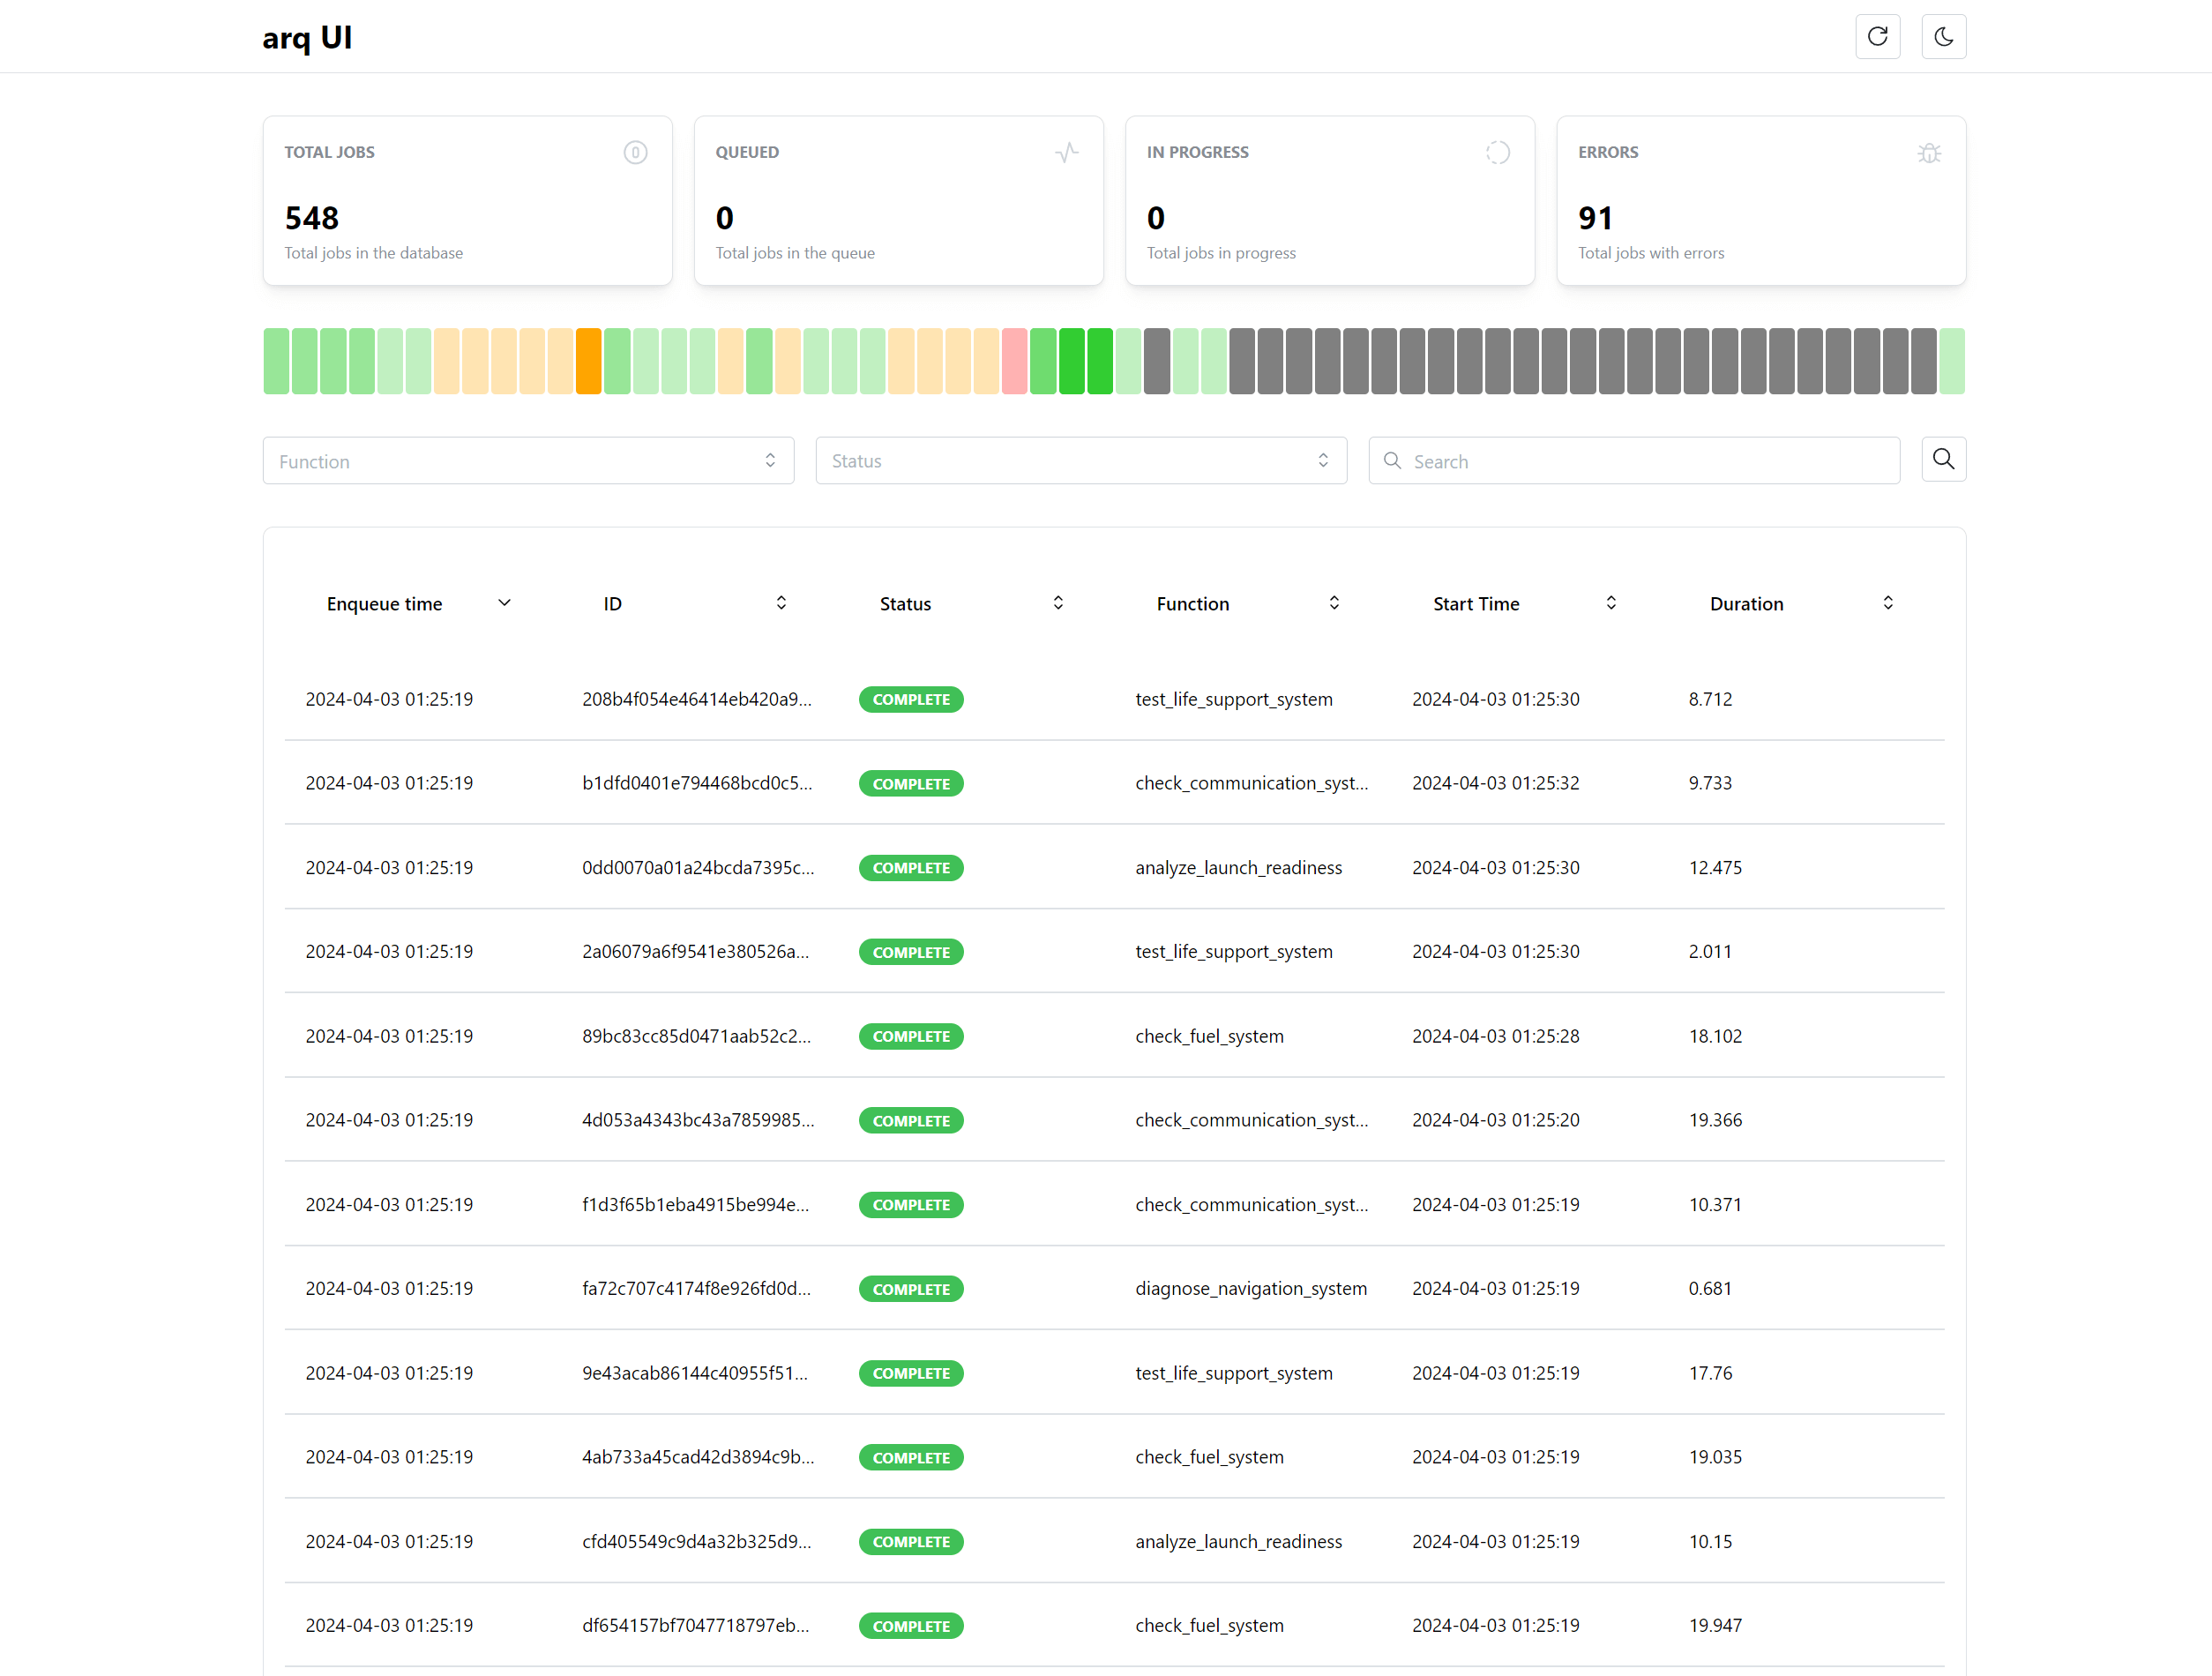 arq UI
TOTAL JOBS
0
QUEUED
IN PROGRESS
ERRORS
548
0
0
91
Total jobs in the database
Total jobs in the queue
Total jobs in progress
Total jobs with errors
Function
Status
Search
Enqueue time ID Status Function Start Time Duration
2024-04-03 01:25:19 208b4f054e46414eb420a9... COMPLETE test_life_support_system 2024-04-03 01:25:30 8.712
2024-04-03 01:25:19 b1dfd0401e794468bcd0c5... COMPLETE check_communication_syst... 2024-04-03 01:25:32 9.733
2024-04-03 01:25:19 0dd0070a01a24bcda7395c... COMPLETE analyze_launch_readiness 2024-04-03 01:25:30 12.475
2024-04-03 01:25:19 2a06079a6f9541e380526a... COMPLETE test_life_support_system 2024-04-03 01:25:30 2.011
2024-04-03 01:25:19 89bc83cc85d0471aab52c2... COMPLETE check_fuel_system 2024-04-03 01:25:28 18.102
2024-04-03 01:25:19 4d053a4343bc43a7859985... COMPLETE check_communication_syst... 2024-04-03 01:25:20 19.366
2024-04-03 01:25:19 f1d3f65b1eba4915be994e... COMPLETE check_communication_syst... 2024-04-03 01:25:19 10.371
2024-04-03 01:25:19 fa72c707c4174f8e926fd0d... COMPLETE diagnose_navigation_system 2024-04-03 01:25:19 0.681
2024-04-03 01:25:19 9e43acab86144c40955f51... COMPLETE test_life_support_system 2024-04-03 01:25:19 17.76
2024-04-03 01:25:19 4ab733a45cad42d3894c9b... COMPLETE check_fuel_system 2024-04-03 01:25:19 19.035
2024-04-03 01:25:19 cfd405549c9d4a32b325d9... COMPLETE analyze_launch_readiness 2024-04-03 01:25:19 10.15
2024-04-03 01:25:19 df654157bf7047718797eb... COMPLETE check_fuel_system 2024-04-03 01:25:19 19.947